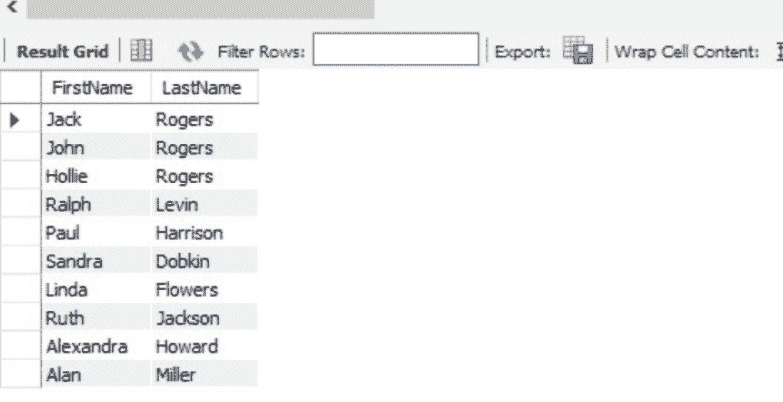 Result Grid Filter Rows: Export: Wrap Cell Content:
FirstName LastName
Jack Rogers
John Rogers
Hollie Rogers
Ralph Levin
Paul Harrison
Sandra Dobkin
Linda Flowers
Ruth Jackson
Alexandra Howard
Alan Miller